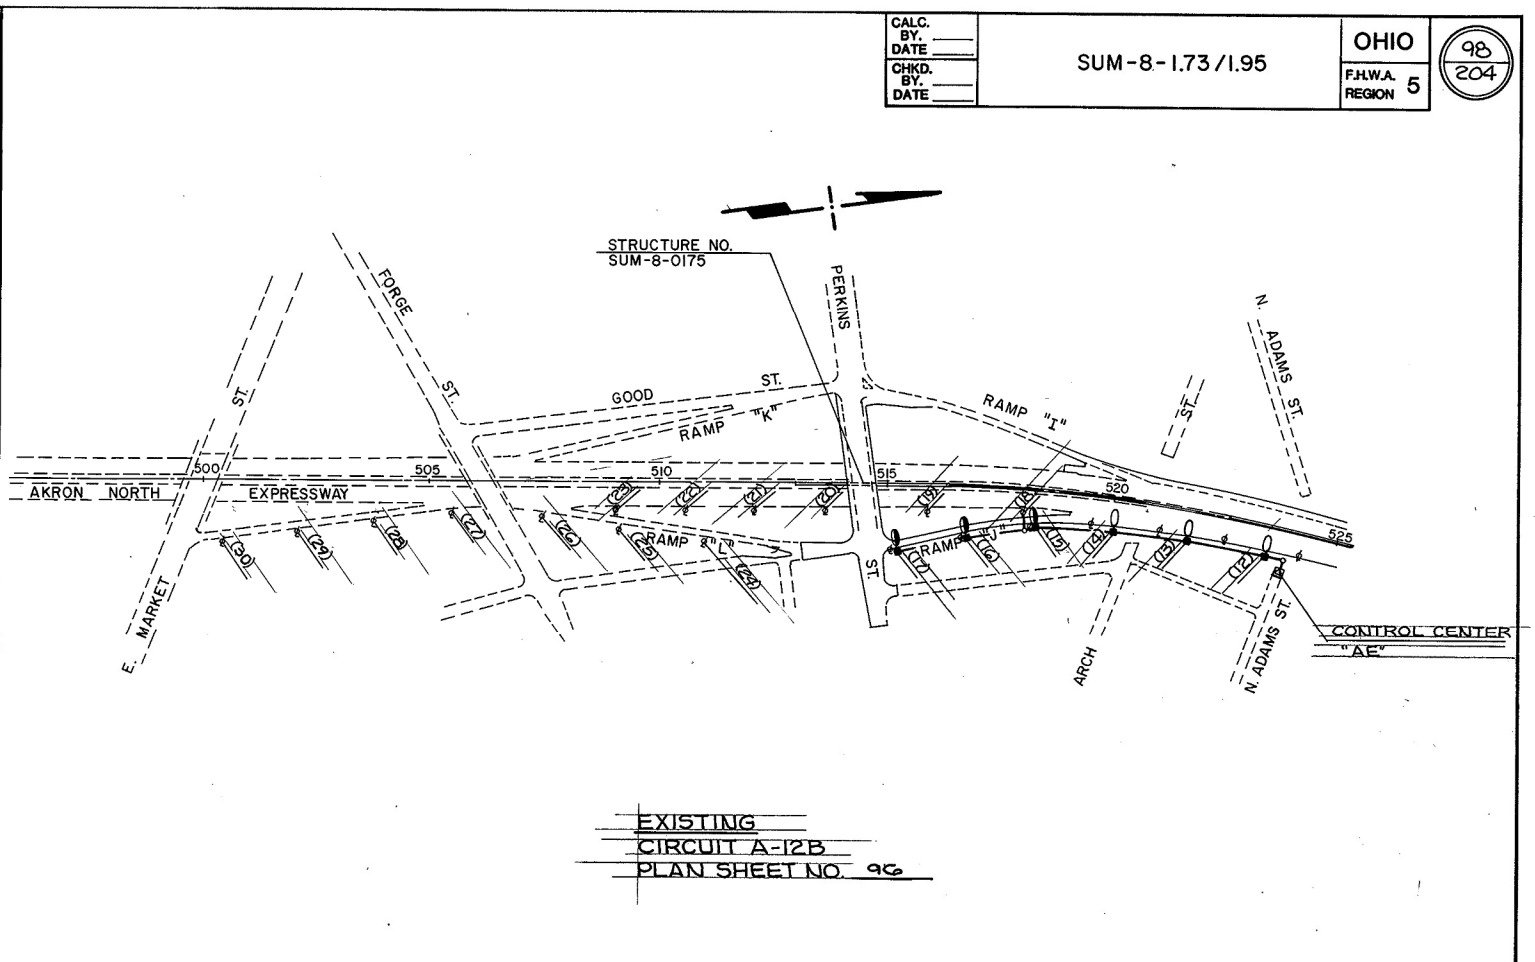 CALC.
BY.
DATE
CHKD.
BY.
DATE
SUM-8-1.73/1.95
OHIO
F.H.W.A.
REGION 5
98
204
STRUCTURE NO.
SUM-8-0175
PERKINS
ST.
FORGE
ST.
ST.
E. MARKET
GOOD ST.
RAMP "K"
RAMP "I"
ST.
N. ADAMS ST.
500
505
510
515
520
525
AKRON NORTH EXPRESSWAY
(23)
(22)
(21)
(20)
(19)
(18)
(30)
(29)
(28)
(27)
(26)
(25)
RAMP "L"
(24)
RAMP "J"
(17)
(16)
(15)
(14)
(13)
(12)
ARCH
N. ADAMS ST.
CONTROL CENTER
"AE"
EXISTING
CIRCUIT A-12B
PLAN SHEET NO. 96